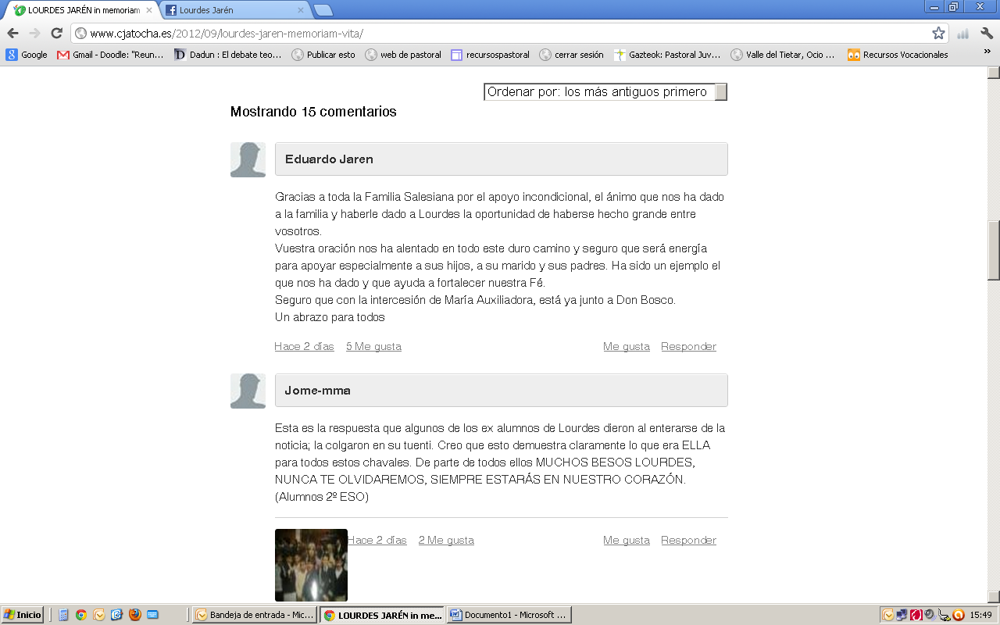 LOURDES JARÉN in memoriam
Lourdes Jarén
www.cjatocha.es/2012/09/lourdes-jaren-memoriam-vita/
Google
Gmail - Doodle: "Reun...
Dadun : El debate teo...
Publicar esto
web de pastoral
recursospastoral
cerrar sesión
Gazteok: Pastoral Juv...
Valle del Tietar, Ocio ...
Recursos Vocacionales
»
Ordenar por: los más antiguos primero
Mostrando 15 comentarios
Eduardo Jaren
Gracias a toda la Familia Salesiana por el apoyo incondicional, el ánimo que nos ha dado
a la familia y haberle dado a Lourdes la oportunidad de haberse hecho grande entre
vosotros.
Vuestra oración nos ha alentado en todo este duro camino y seguro que será energía
para apoyar especialmente a sus hijos, a su marido y sus padres. Ha sido un ejemplo el
que nos ha dado y que ayuda a fortalecer nuestra Fé.
Seguro que con la intercesión de María Auxiliadora, está ya junto a Don Bosco.
Un abrazo para todos
Hace 2 días 5 Me gusta Me gusta Responder
Jome-mma
Esta es la respuesta que algunos de los ex alumnos de Lourdes dieron al enterarse de la
noticia; la colgaron en su tuenti. Creo que esto demuestra claramente lo que era ELLA
para todos estos chavales. De parte de todos ellos MUCHOS BESOS LOURDES,
NUNCA TE OLVIDAREMOS, SIEMPRE ESTARÁS EN NUESTRO CORAZÓN.
(Alumnos 2º ESO)
Hace 2 días 2 Me gusta Me gusta Responder
Inicio
Bandeja de entrada - Mic...
LOURDES JARÉN in me...
Documento1 - Microsoft ...
15:49